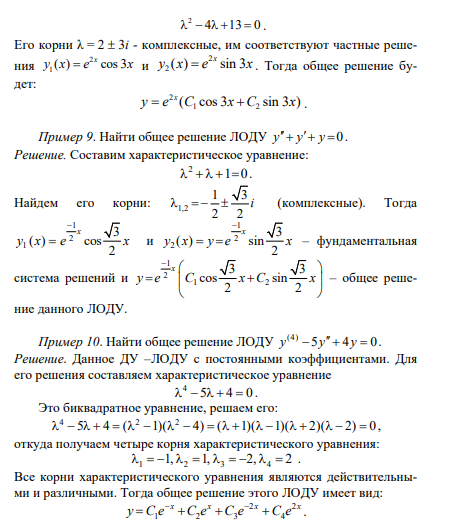 λ² − 4λ + 13 = 0 .
Его корни λ = 2 ± 3i - комплексные, им соответствуют частные реше-
ния y₁(x) = e^{2x} cos 3x и y₂(x) = e^{2x} sin 3x . Тогда общее решение бу-
дет:
y = e^{2x}(C₁ cos 3x + C₂ sin 3x) .
Пример 9. Найти общее решение ЛОДУ y″ + y′ + y = 0.
Решение. Составим характеристическое уравнение:
λ² + λ + 1 = 0.
Найдем его корни: λ₁,₂ = −1/2 ± √3/2 i (комплексные). Тогда
y₁(x) = e^{−1/2 x} cos √3/2 x и y₂(x) = y = e^{−1/2 x} sin √3/2 x – фундаментальная
система решений и y = e^{−1/2 x} (C₁ cos √3/2 x + C₂ sin √3/2 x) – общее реше-
ние данного ЛОДУ.
Пример 10. Найти общее решение ЛОДУ y⁽⁴⁾ − 5y″ + 4y = 0.
Решение. Данное ДУ –ЛОДУ с постоянными коэффициентами. Для
его решения составляем характеристическое уравнение
λ⁴ − 5λ + 4 = 0 .
Это биквадратное уравнение, решаем его:
λ⁴ − 5λ + 4 = (λ² − 1)(λ² − 4) = (λ + 1)(λ − 1)(λ + 2)(λ − 2) = 0,
откуда получаем четыре корня характеристического уравнения:
λ₁ = −1, λ₂ = 1, λ₃ = −2, λ₄ = 2 .
Все корни характеристического уравнения являются действительны-
ми и различными. Тогда общее решение этого ЛОДУ имеет вид:
y = C₁e^{−x} + C₂e^{x} + C₃e^{−2x} + C₄e^{2x} .